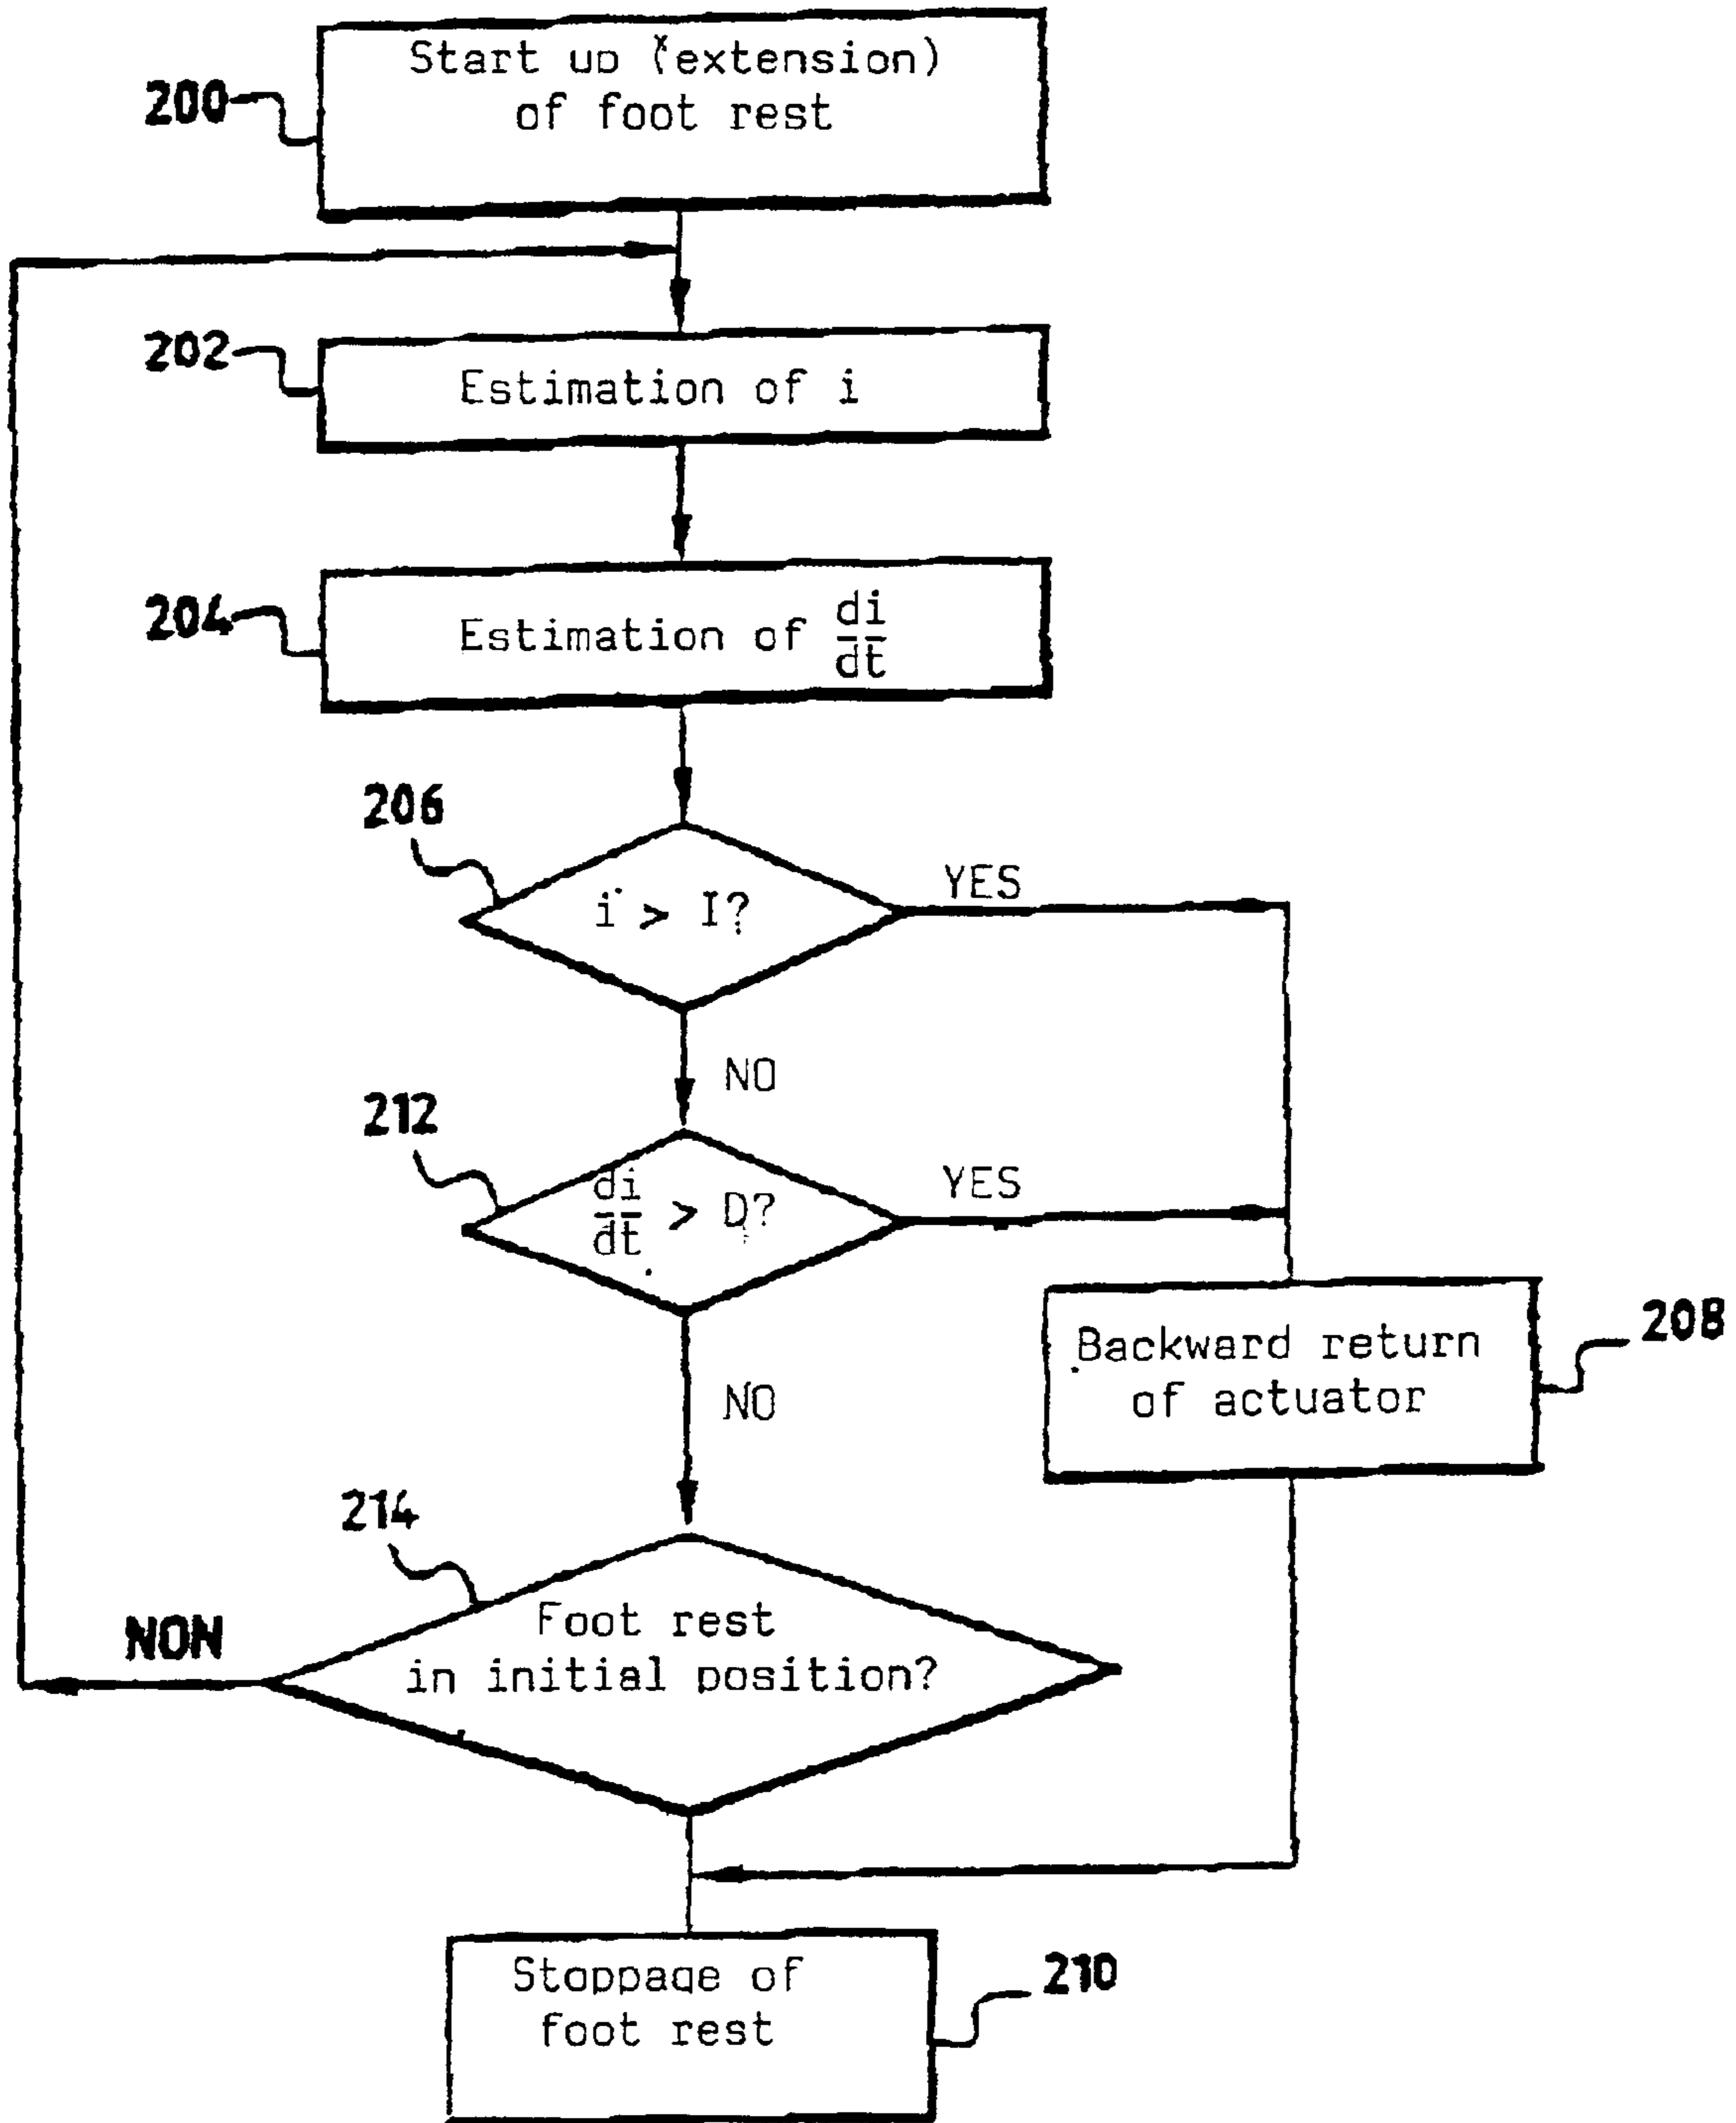 Start up (extension)
of foot rest
200
202
Estimation of i
204
Estimation of di/dt
206
i > I?
YES
NO
212
di/dt > D?
YES
NO
Backward return
of actuator
208
214
Foot rest
in initial position?
NON
Stoppage of
foot rest
210